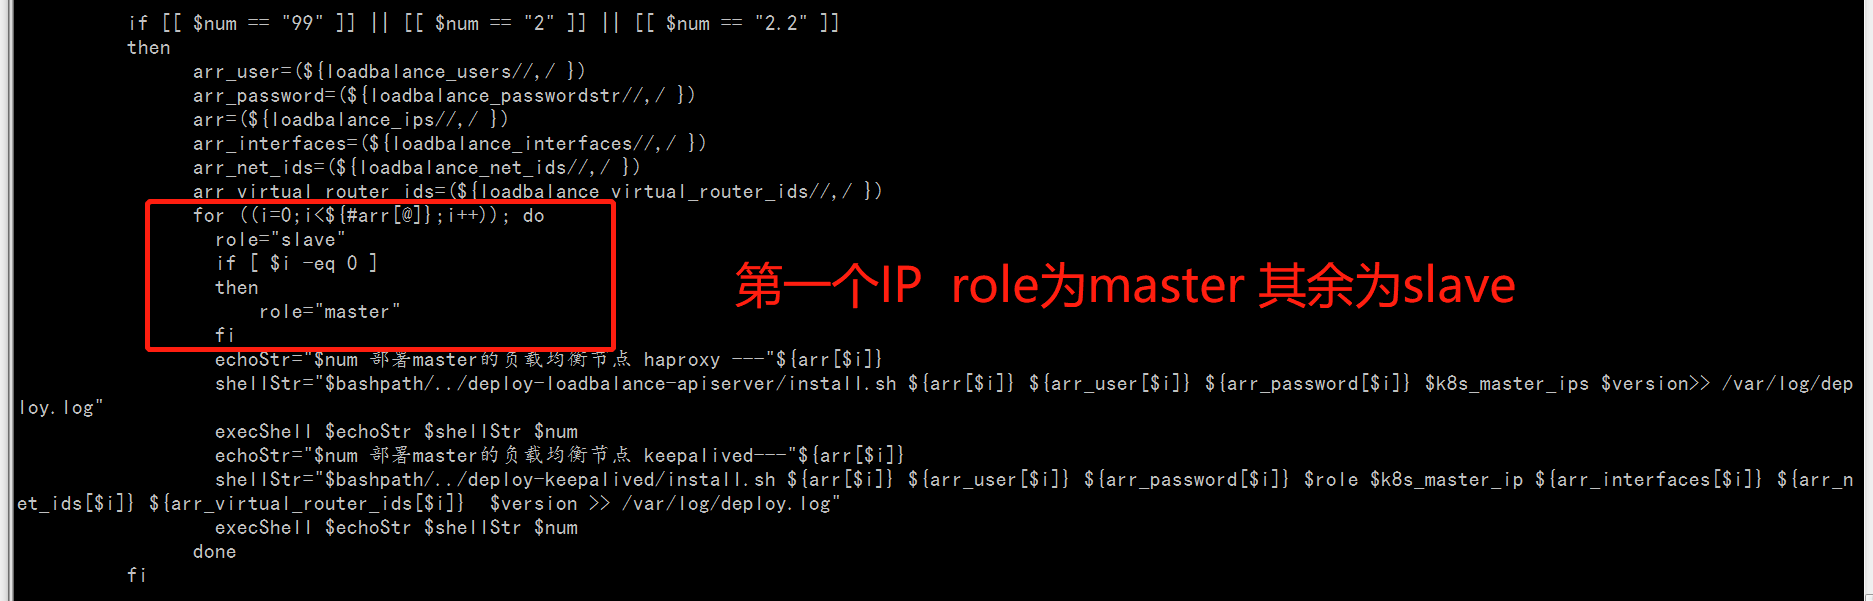 if [[ $num == "99" ]] || [[ $num == "2" ]] || [[ $num == "2.2" ]]
then
arr_user=(${loadbalance_users//,/ })
arr_password=(${loadbalance_passwordstr//,/ })
arr=(${loadbalance_ips//,/ })
arr_interfaces=(${loadbalance_interfaces//,/ })
arr_net_ids=(${loadbalance_net_ids//,/ })
arr_virtual_router_ids=(${loadbalance_virtual_router_ids//,/ })
for ((i=0;i<${#arr[@]};i++)); do
role="slave"
if [ $i -eq 0 ]
then
role="master"
fi
第一个IP role为master 其余为slave
echoStr="$num 部署master的负载均衡节点 haproxy ---"${arr[$i]}
shellStr="$bashpath/../deploy-loadbalance-apiserver/install.sh ${arr[$i]} ${arr_user[$i]} ${arr_password[$i]} $k8s_master_ips $version>> /var/log/dep
loy.log"
execShell $echoStr $shellStr $num
echoStr="$num 部署master的负载均衡节点 keepalived---"${arr[$i]}
shellStr="$bashpath/../deploy-keepalived/install.sh ${arr[$i]} ${arr_user[$i]} ${arr_password[$i]} $role $k8s_master_ip ${arr_interfaces[$i]} ${arr_n
et_ids[$i]} ${arr_virtual_router_ids[$i]}  $version >> /var/log/deploy.log"
execShell $echoStr $shellStr $num
done
fi